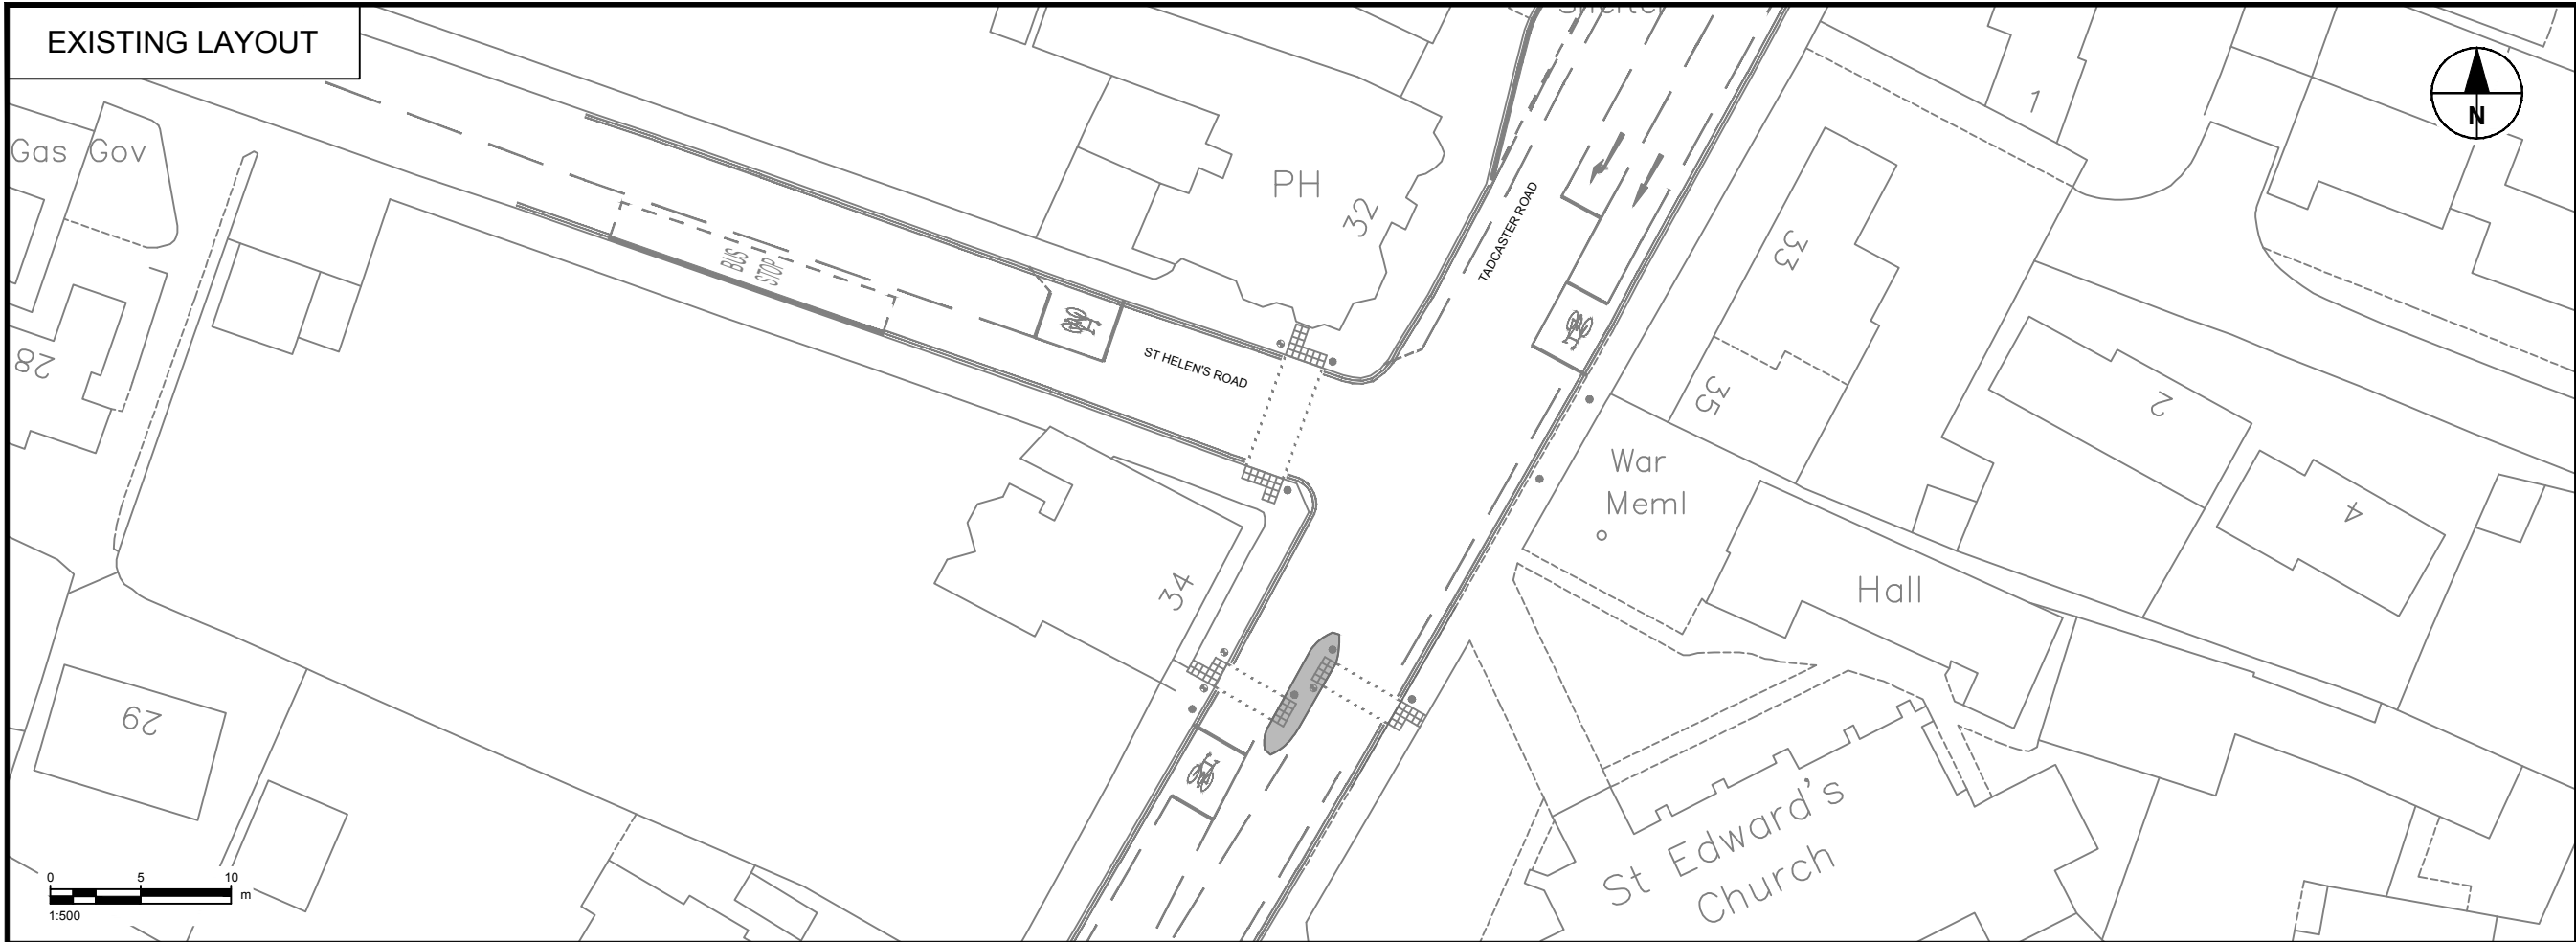 EXISTING LAYOUT
Shelter
1
N
Gas Gov
PH
32
TADCASTER ROAD
33
BUS
STOP
ST HELEN'S ROAD
28
35
2
War
Meml
4
Hall
34
29
St Edward's
Church
0 5 10
m
1:500